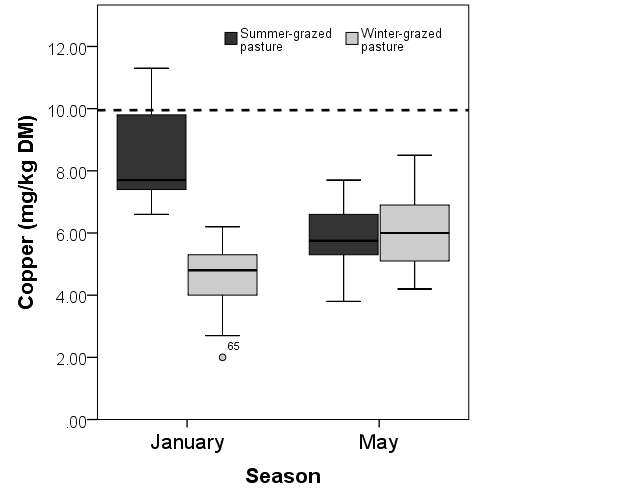 Summer-grazed
pasture
Winter-grazed
pasture
12.00
10.00
8.00
6.00
4.00
2.00
.00
Copper (mg/kg DM)
65
January
May
Season